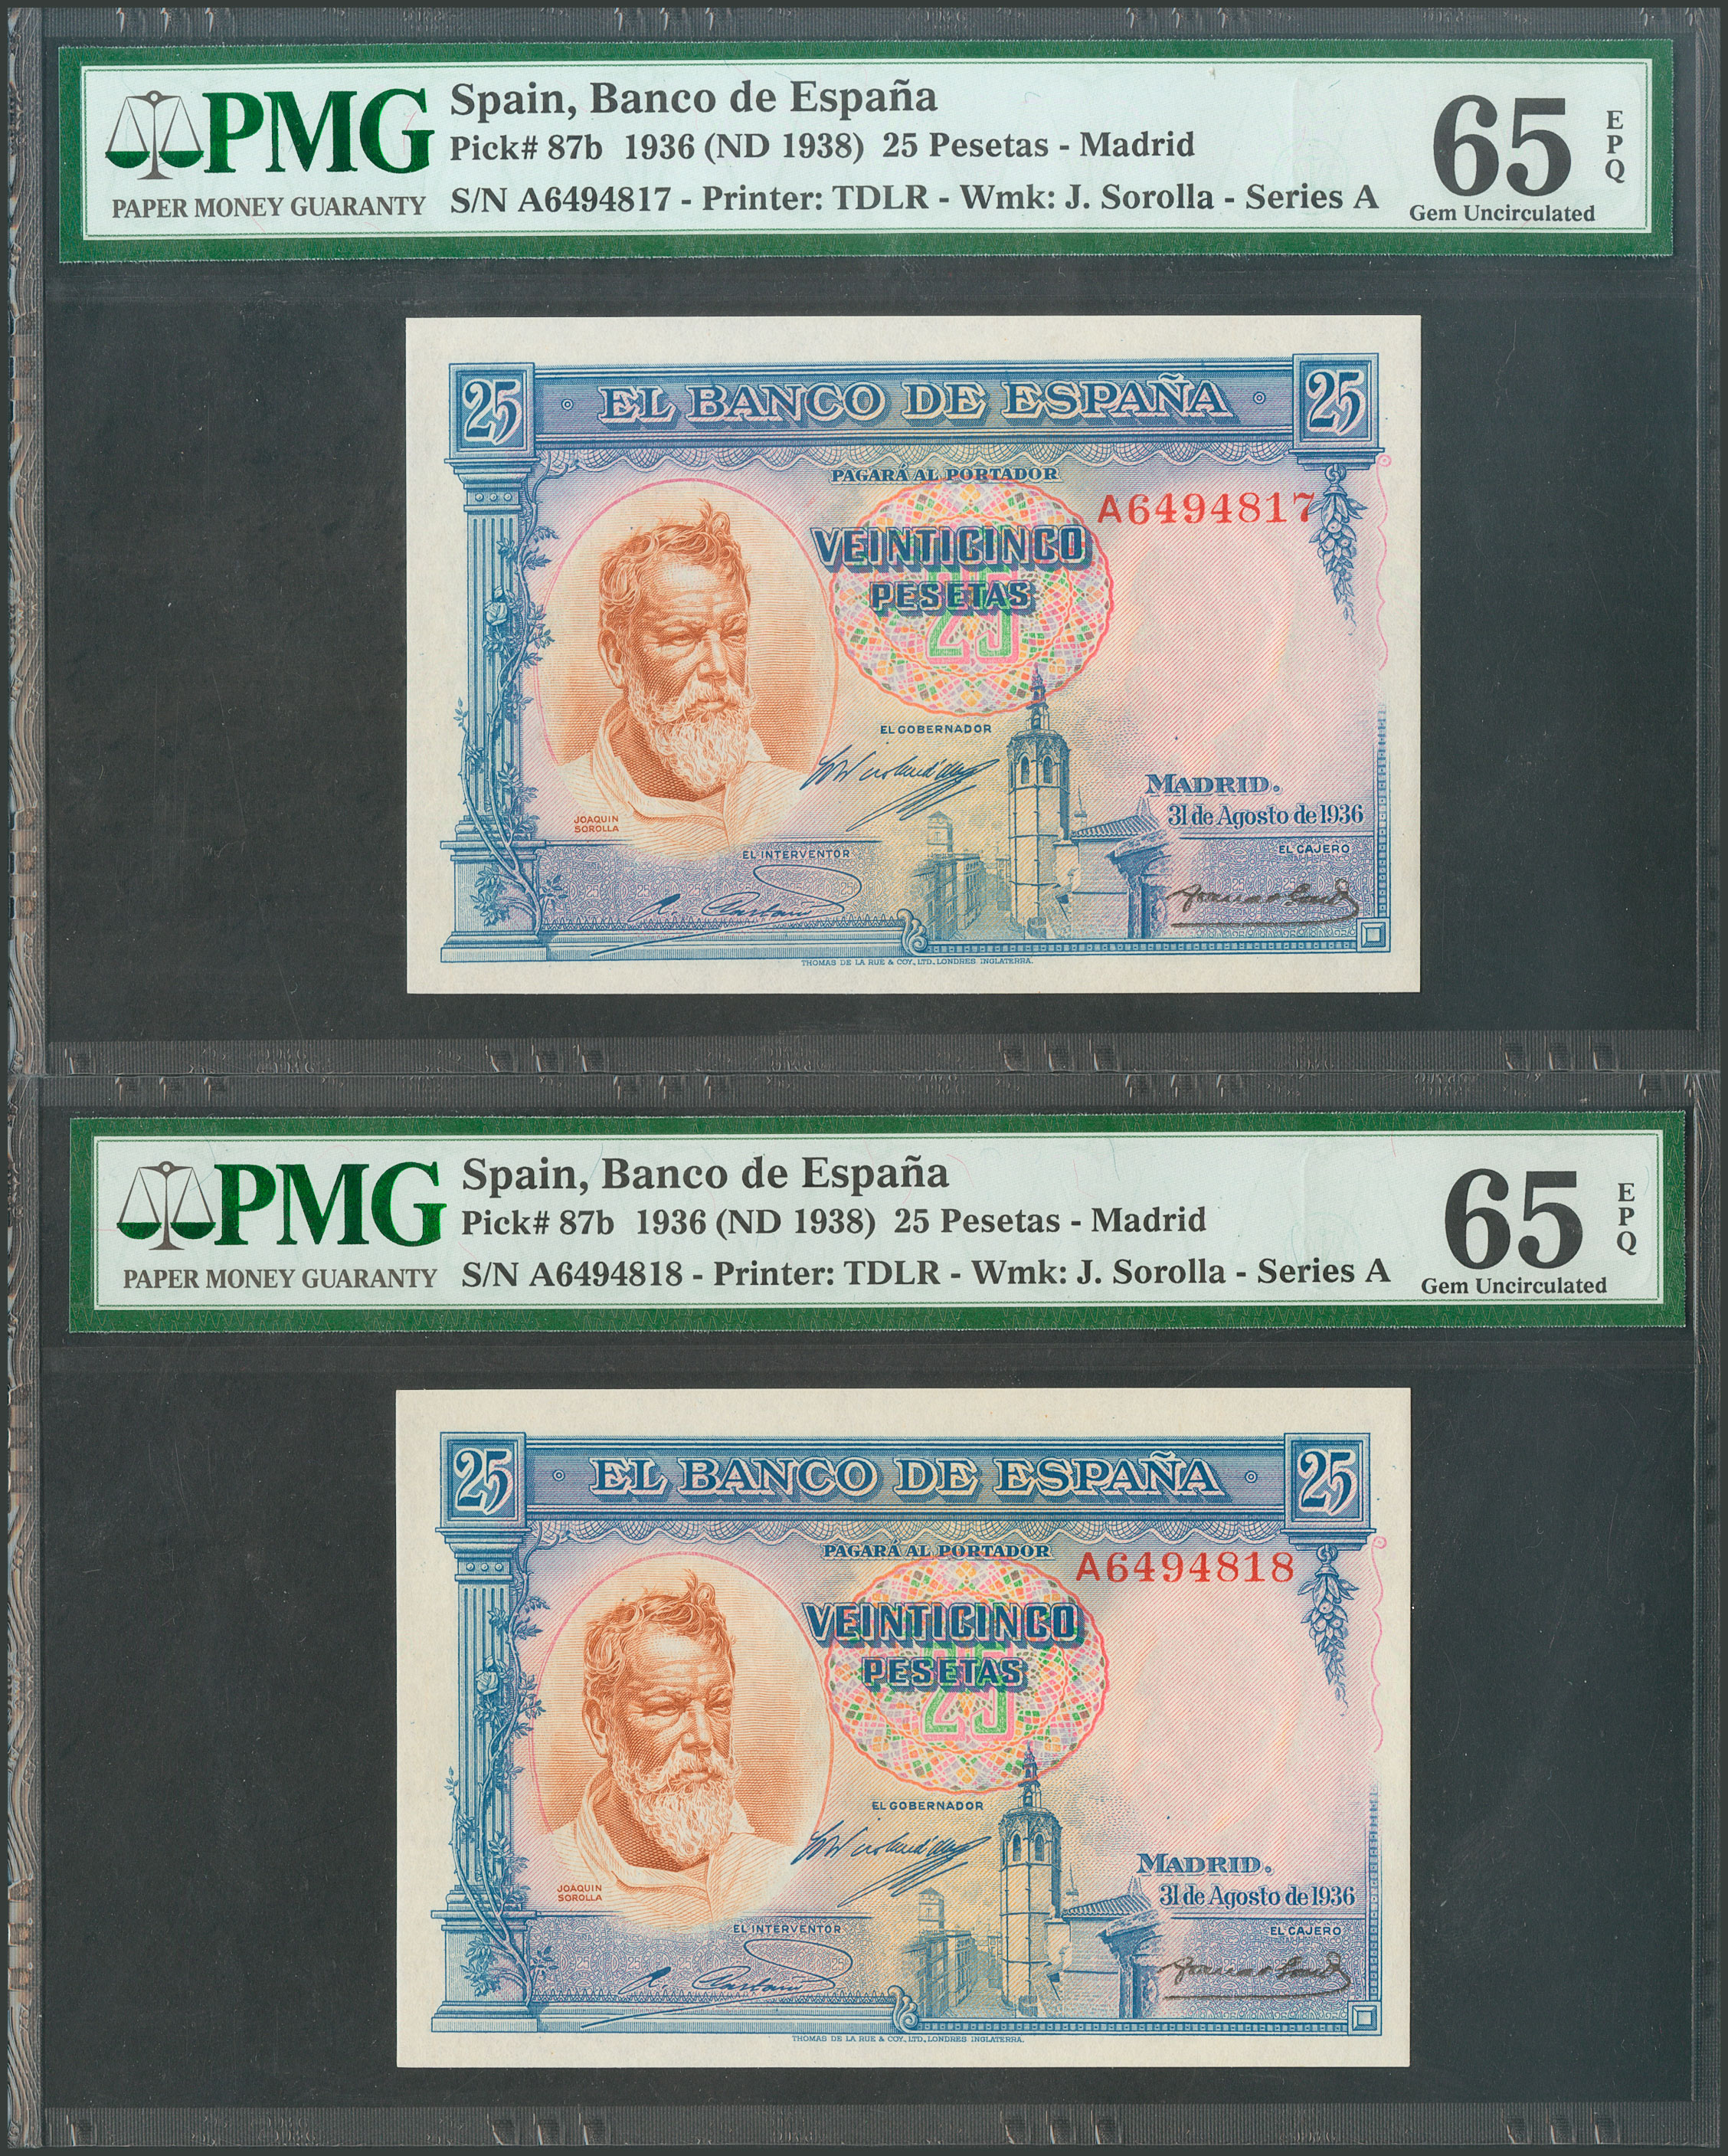 PMG
PAPER MONEY GUARANTY
Spain, Banco de España
Pick# 87b 1936 (ND 1938) 25 Pesetas - Madrid
S/N A6494817 - Printer: TDLR - Wmk: J. Sorolla - Series A
65
EPQ
Gem Uncirculated
25
EL BANCO DE ESPAÑA
25
PAGARÁ AL PORTADOR
A6494817
VEINTICINCO
PESETAS
25
EL GOBERNADOR
MADRID.
31 de Agosto de 1936
JOAQUIN
SOROLLA
EL INTERVENTOR
EL CAJERO
THOMAS DE LA RUE & COY., LTD., LONDRES INGLATERRA.
PMG
PAPER MONEY GUARANTY
Spain, Banco de España
Pick# 87b 1936 (ND 1938) 25 Pesetas - Madrid
S/N A6494818 - Printer: TDLR - Wmk: J. Sorolla - Series A
65
EPQ
Gem Uncirculated
25
EL BANCO DE ESPAÑA
25
PAGARÁ AL PORTADOR
A6494818
VEINTICINCO
PESETAS
25
EL GOBERNADOR
MADRID.
31 de Agosto de 1936
JOAQUIN
SOROLLA
EL INTERVENTOR
EL CAJERO
THOMAS DE LA RUE & COY., LTD., LONDRES INGLATERRA.